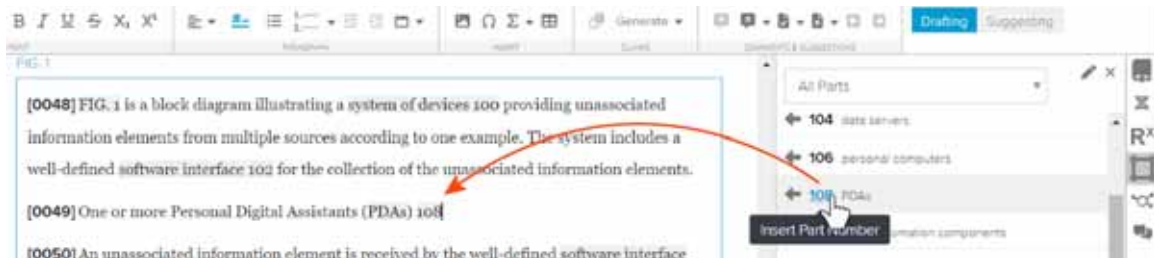 B I U S X₁ X¹
Generate
Drafting Suggesting
FIG. 1
[0048] FIG. 1 is a block diagram illustrating a system of devices 100 providing unassociated
information elements from multiple sources according to one example. The system includes a
well-defined software interface 102 for the collection of the unassociated information elements.
[0049] One or more Personal Digital Assistants (PDAs) 108
[0050] An unassociated information element is received by the well-defined software interface
All Parts
104 data servers
106 personal computers
108 PDAs
Insert Part Number
components